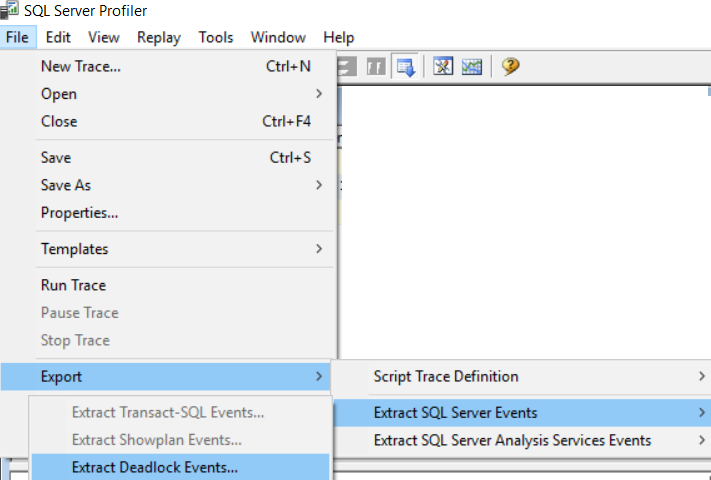 SQL Server Profiler
File Edit View Replay Tools Window Help
New Trace... Ctrl+N
Open
Close Ctrl+F4
Save Ctrl+S
Save As
Properties...
Templates
Run Trace
Pause Trace
Stop Trace
Export
Script Trace Definition
Extract SQL Server Events
Extract SQL Server Analysis Services Events
Extract Transact-SQL Events...
Extract Showplan Events...
Extract Deadlock Events...